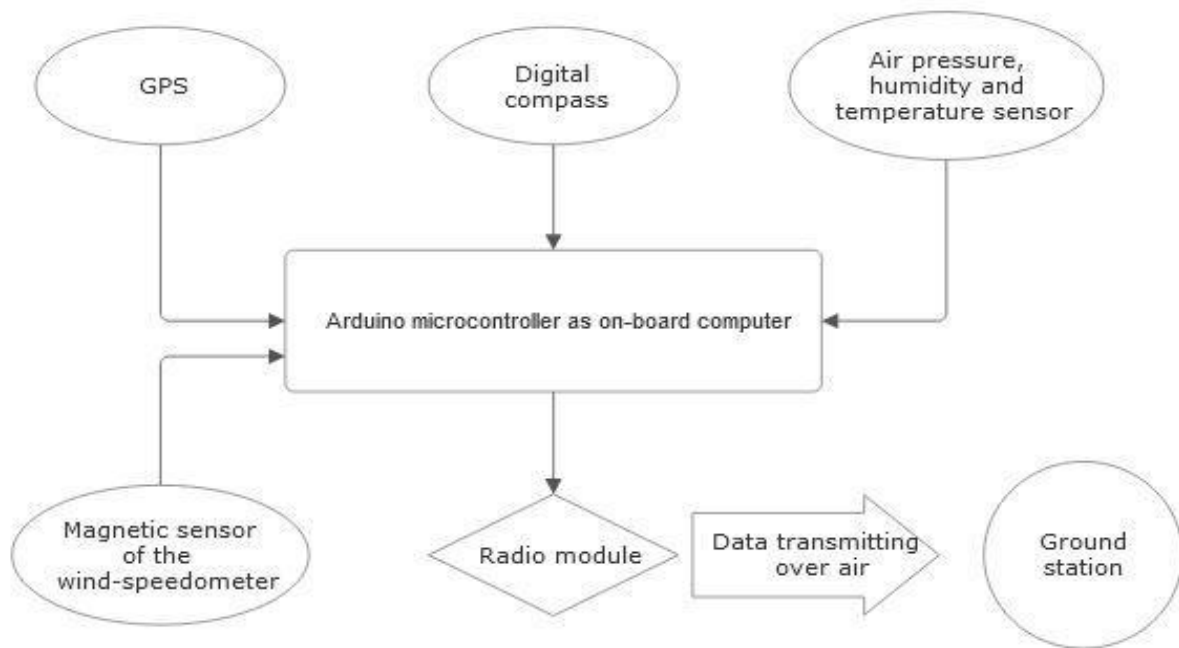 GPS
Digital
compass
Air pressure,
humidity and
temperature sensor
Arduino microcontroller as on-board computer
Magnetic sensor
of the
wind-speedometer
Radio module
Data transmitting
over air
Ground
station